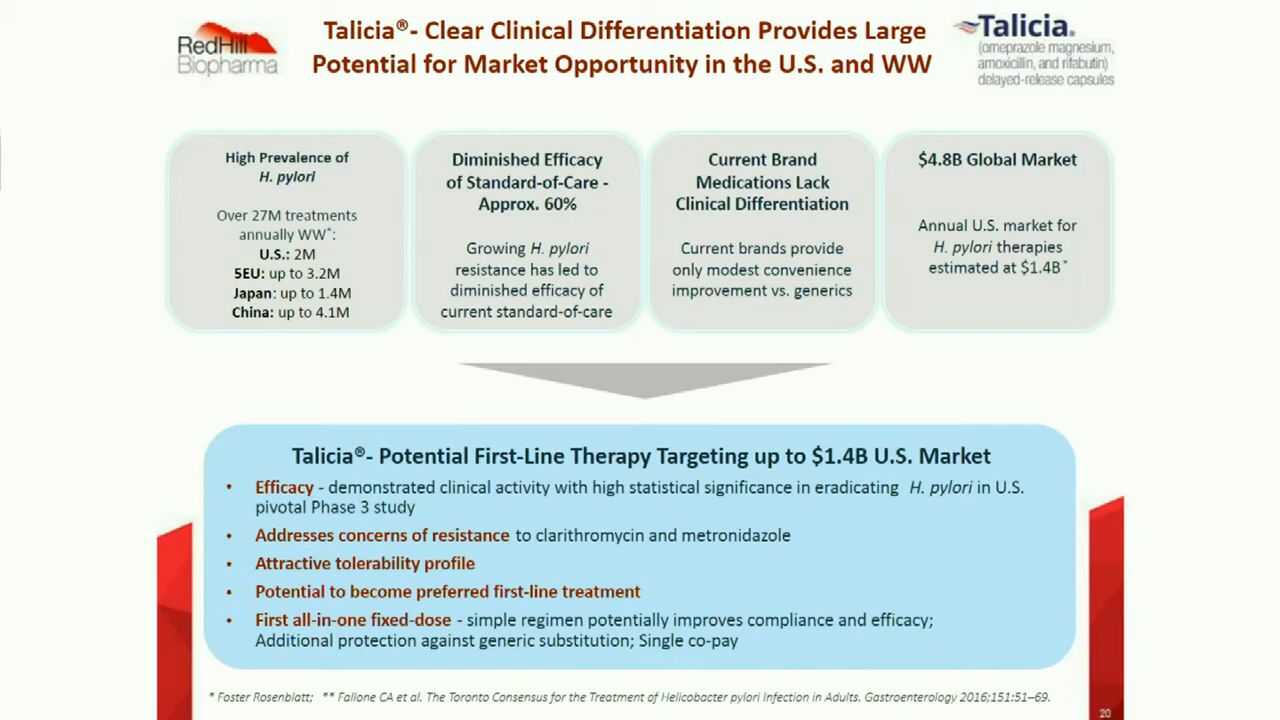 RedHill
Biopharma
Talicia®- Clear Clinical Differentiation Provides Large
Potential for Market Opportunity in the U.S. and WW
Talicia.
(omeprazole magnesium,
amoxicillin, and rifabutin)
delayed-release capsules
High Prevalence of
H. pylori
Over 27M treatments
annually WW*:
U.S.: 2M
5EU: up to 3.2M
Japan: up to 1.4M
China: up to 4.1M
Diminished Efficacy
of Standard-of-Care -
Approx. 60%
Growing H. pylori
resistance has led to
diminished efficacy of
current standard-of-care
Current Brand
Medications Lack
Clinical Differentiation
Current brands provide
only modest convenience
improvement vs. generics
$4.8B Global Market
Annual U.S. market for
H. pylori therapies
estimated at $1.4B*
Talicia®- Potential First-Line Therapy Targeting up to $1.4B U.S. Market
• Efficacy - demonstrated clinical activity with high statistical significance in eradicating H. pylori in U.S.
pivotal Phase 3 study
• Addresses concerns of resistance to clarithromycin and metronidazole
• Attractive tolerability profile
• Potential to become preferred first-line treatment
• First all-in-one fixed-dose - simple regimen potentially improves compliance and efficacy;
Additional protection against generic substitution; Single co-pay
* Foster Rosenblatt; ** Fallone CA et al. The Toronto Consensus for the Treatment of Helicobacter pylori Infection in Adults. Gastroenterology 2016;151:51–69.
20